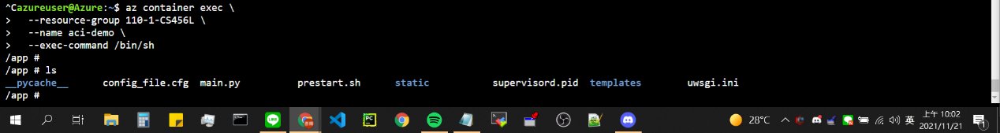 ^Cazureuser@Azure:~$ az container exec \
>   --resource-group 110-1-CS456L \
>   --name aci-demo \
>   --exec-command /bin/sh
/app #
/app # ls
__pycache__      config_file.cfg  main.py          prestart.sh      static           supervisord.pid  templates        uwsgi.ini
/app #
28°C 英 上午 10:02
2021/11/21